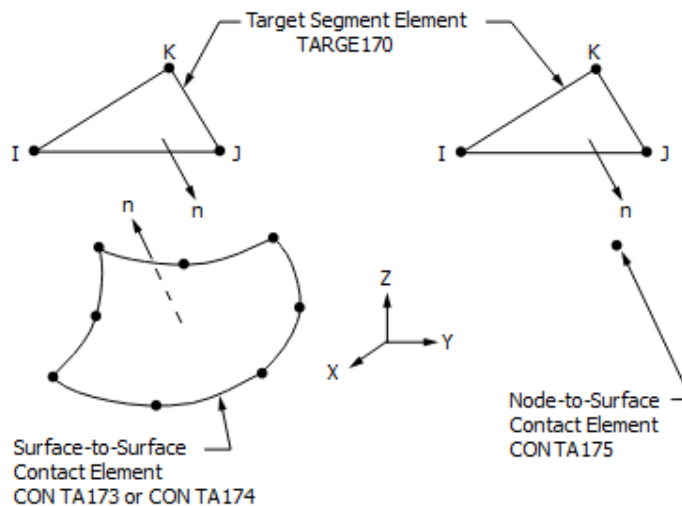 Target Segment Element
TARGE170
K
K
I
J
I
J
n
n
n
Z
Y
X
Surface-to-Surface
Contact Element
CON TA173 or CON TA174
Node-to-Surface
Contact Element
CON TA175